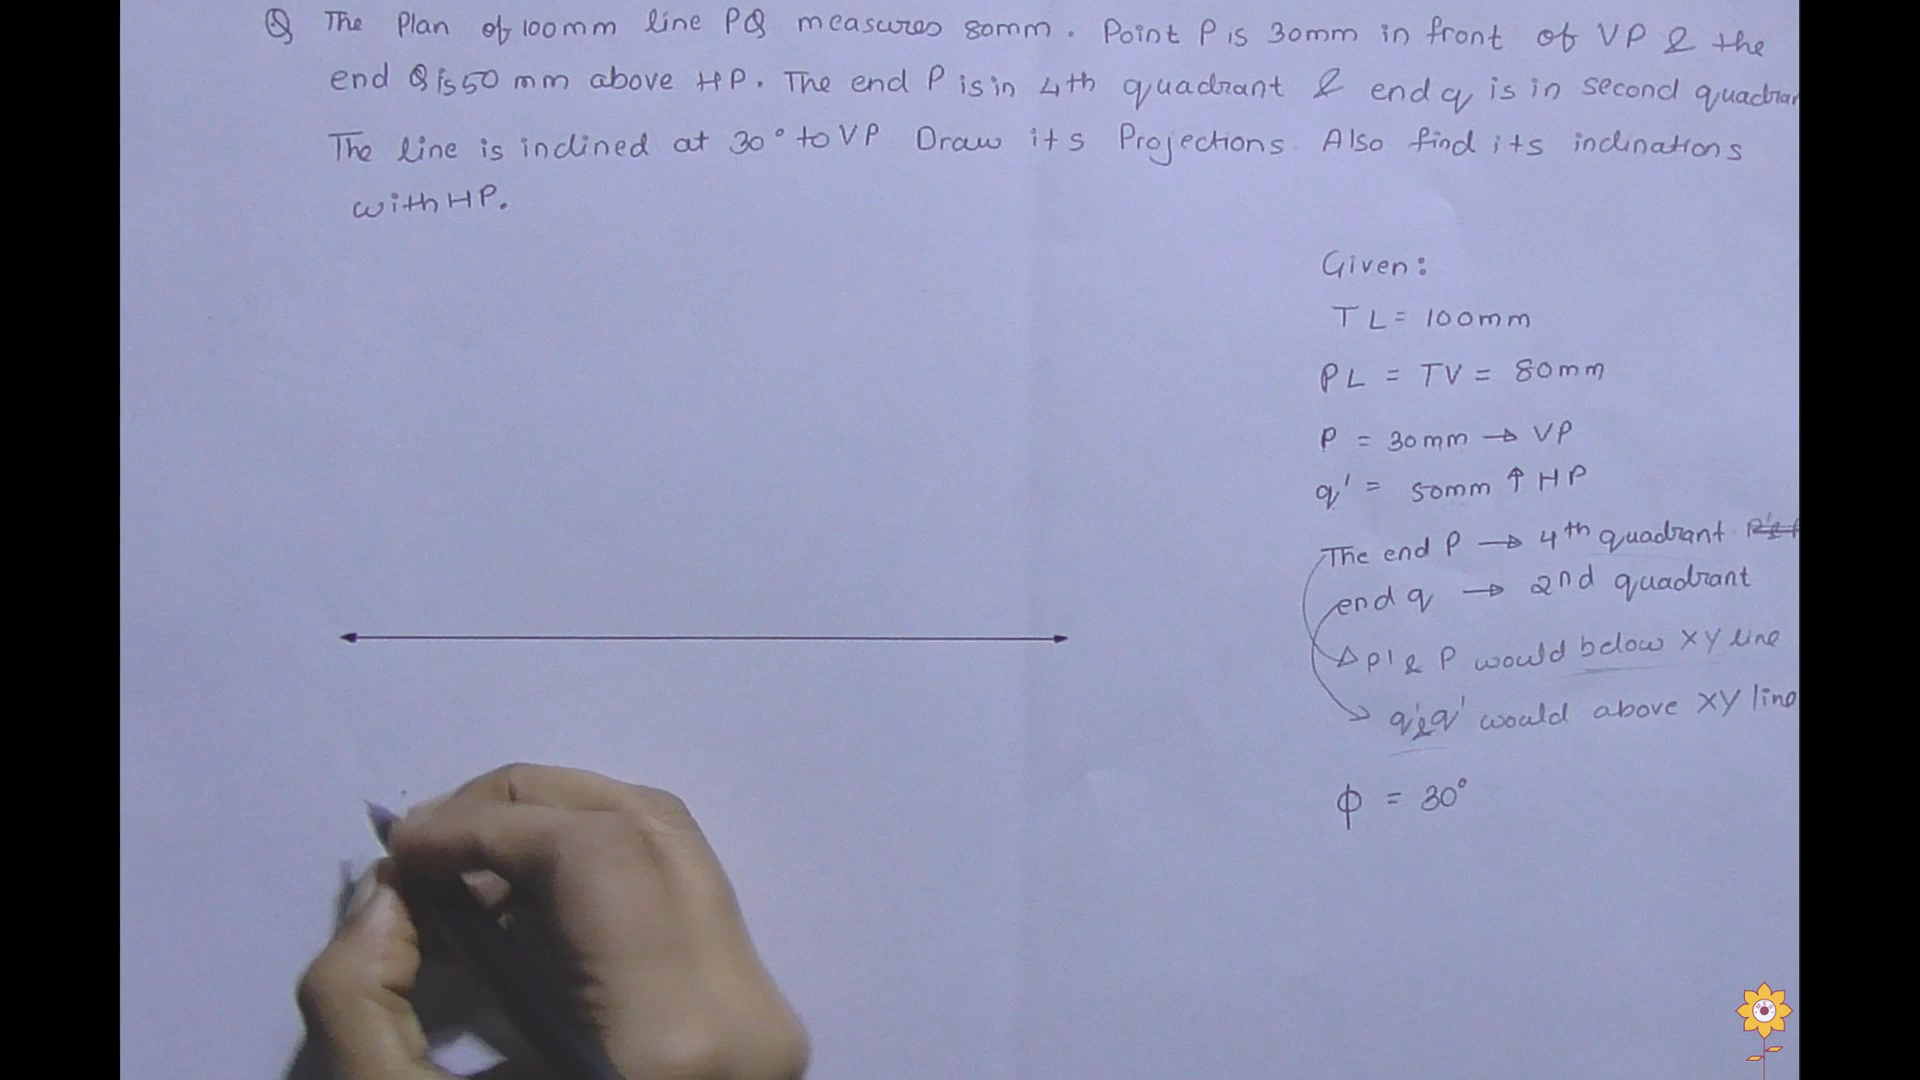 Q The Plan of 100mm line PQ measures 80mm. Point P is 30mm in front of VP & the
end Q is 50 mm above HP. The end P is in 4th quadrant & end q is in second quadran
The line is inclined at 30° to VP Draw its Projections. Also find its inclinations
with HP.
Given:
TL = 100mm
PL = TV = 80mm
P = 30mm → VP
q' = 50mm ↑ HP
The end P → 4th quadrant
end q → 2nd quadrant
p' & P would below XY line
q' & q' would above XY line
ϕ = 30°